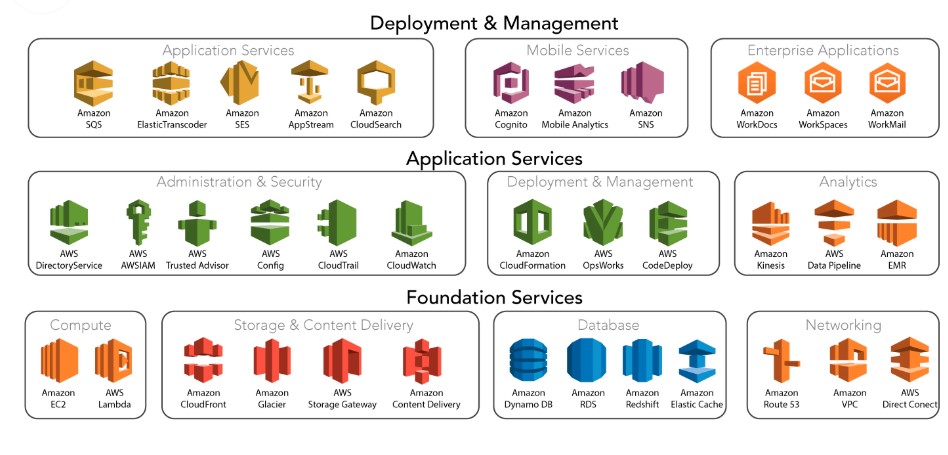 Deployment & Management
Application Services
Amazon
SQS
Amazon
ElasticTranscoder
Amazon
SES
Amazon
AppStream
Amazon
CloudSearch
Mobile Services
Amazon
Cognito
Amazon
Mobile Analytics
Amazon
SNS
Enterprise Applications
Amazon
WorkDocs
Amazon
WorkSpaces
Amazon
WorkMail
Application Services
Administration & Security
AWS
DirectoryService
AWS
AWSIAM
AWS
Trusted Advisor
AWS
Config
AWS
CloudTrail
Amazon
CloudWatch
Deployment & Management
Amazon
CloudFormation
AWS
OpsWorks
AWS
CodeDeploy
Analytics
Amazon
Kinesis
AWS
Data Pipeline
Amazon
EMR
Foundation Services
Compute
Amazon
EC2
AWS
Lambda
Storage & Content Delivery
Amazon
CloudFront
Amazon
Glacier
AWS
Storage Gateway
Amazon
Content Delivery
Database
Amazon
Dynamo DB
Amazon
RDS
Amazon
Redshift
Amazon
Elastic Cache
Networking
Amazon
Route 53
Amazon
VPC
AWS
Direct Conect